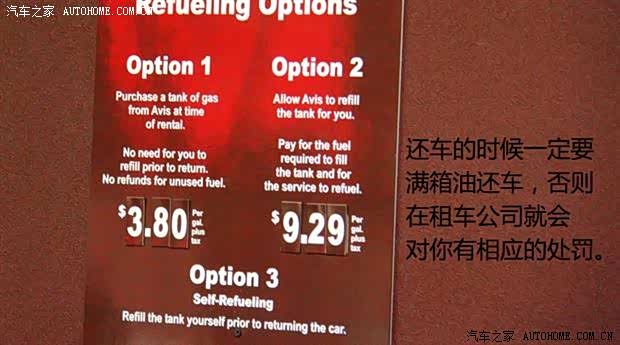 汽车之家 AUTOHOME.COM.CN
Refueling Options
Option 1
Purchase a tank of gas
from Avis at time
of rental.
No need for you to
refill prior to return.
No refunds for unused fuel.
$3.80 Per
gal.
plus
tax
Option 2
Allow Avis to refill
the tank for you.
Pay for the fuel
required to fill
the tank and for
the service to refuel.
$9.29 Per
gal.
plus
tax
Option 3
Self-Refueling
Refill the tank yourself prior to returning the car.
还车的时候一定要
满箱油还车，否则
在租车公司就会
对你有相应的处罚。
汽车之家 AUTOHOME.COM.CN